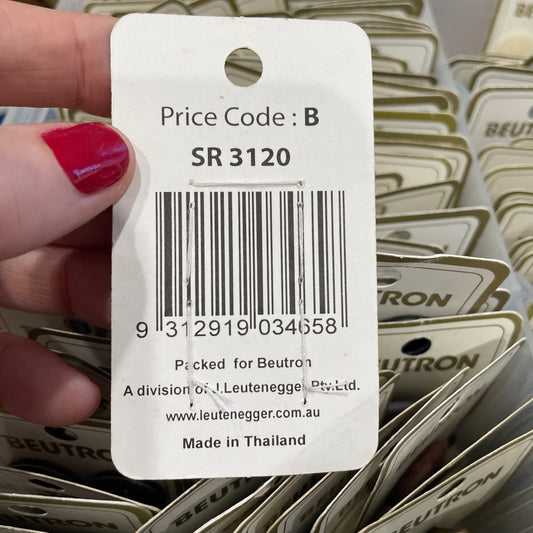 Price Code : B
SR 3120
9 312919 034658
Packed for Beutron
A division of J.Leutenegger Pty.Ltd.
www.leutenegger.com.au
Made in Thailand
BEUTRON
BEUTRON
BEUTRON
BEUTRON